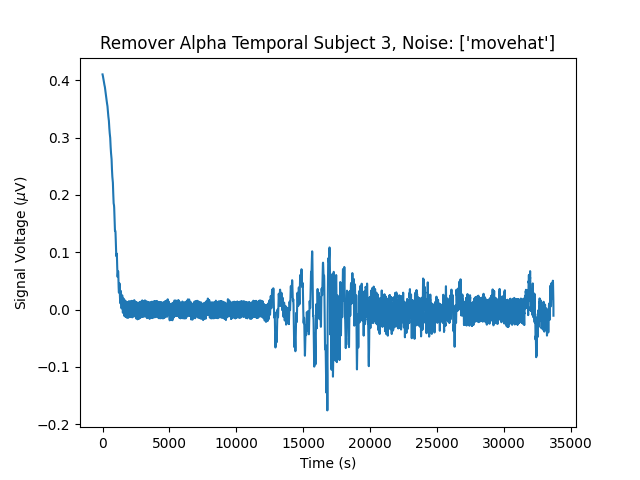 Remover Alpha Temporal Subject 3, Noise: ['movehat']
Signal Voltage (μV)
0.4
0.3
0.2
0.1
0.0
−0.1
−0.2
0 5000 10000 15000 20000 25000 30000 35000
Time (s)